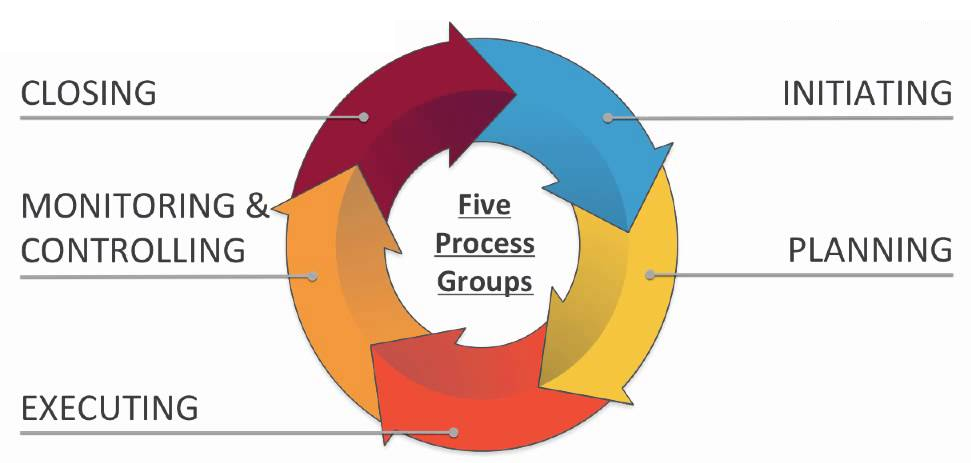 CLOSING
INITIATING
MONITORING &
CONTROLLING
PLANNING
EXECUTING
Five
Process
Groups